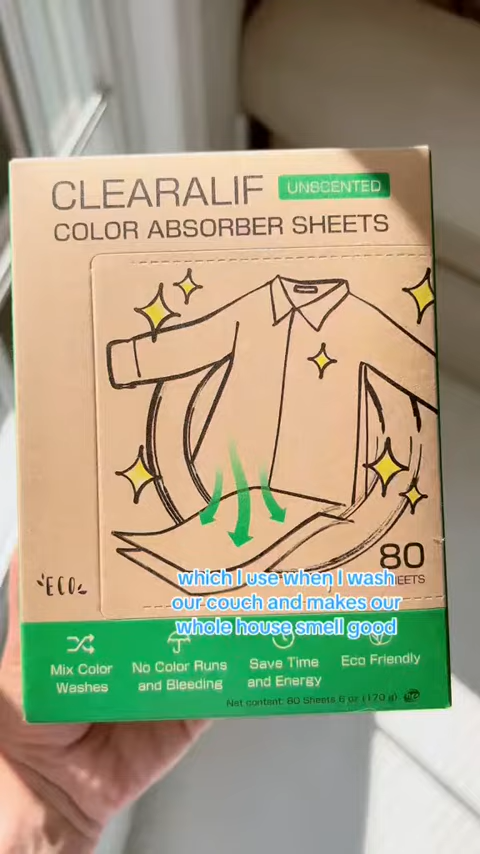 CLEARALIF UNSCENTED
COLOR ABSORBER SHEETS
80
EETS
which I use when I wash
our couch and makes our
whole house smell good
ECO
Mix Color
Washes
No Color Runs
and Bleeding
Save Time
and Energy
Eco Friendly
Net content: 80 Sheets 6 oz (170 g)